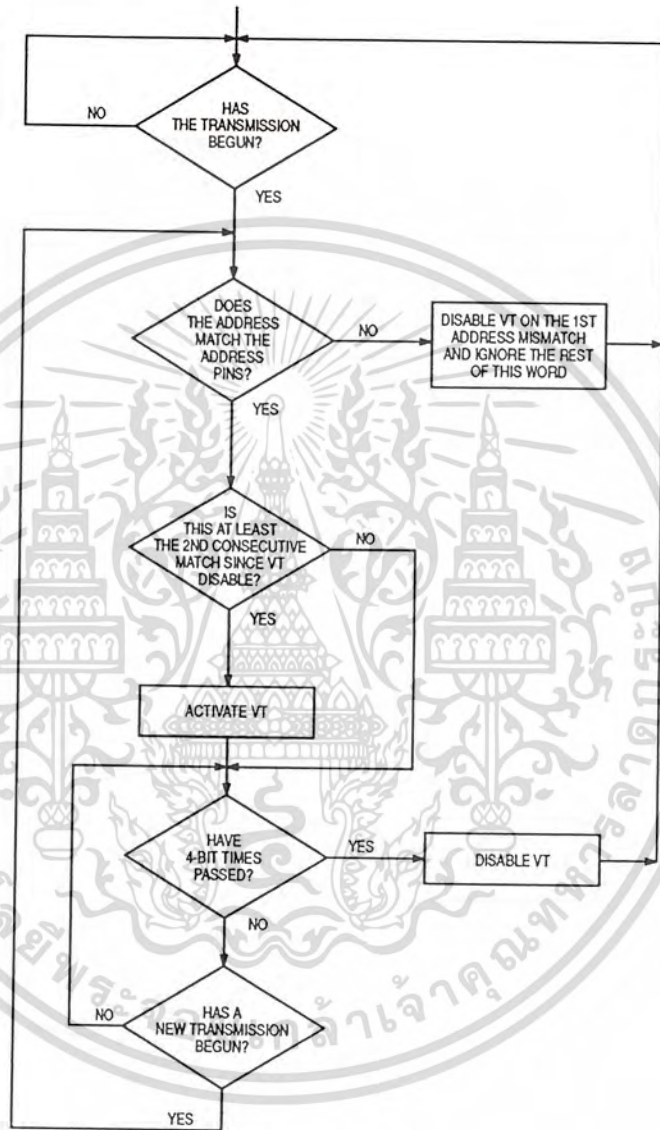 HAS
THE TRANSMISSION
BEGUN?
NO
YES
DOES
THE ADDRESS
MATCH THE
ADDRESS
PINS?
NO
DISABLE VT ON THE 1ST
ADDRESS MISMATCH
AND IGNORE THE REST
OF THIS WORD
YES
IS
THIS AT LEAST
THE 2ND CONSECUTIVE
MATCH SINCE VT
DISABLE?
NO
YES
ACTIVATE VT
HAVE
4-BIT TIMES
PASSED?
YES
DISABLE VT
NO
HAS A
NEW TRANSMISSION
BEGUN?
NO
YES